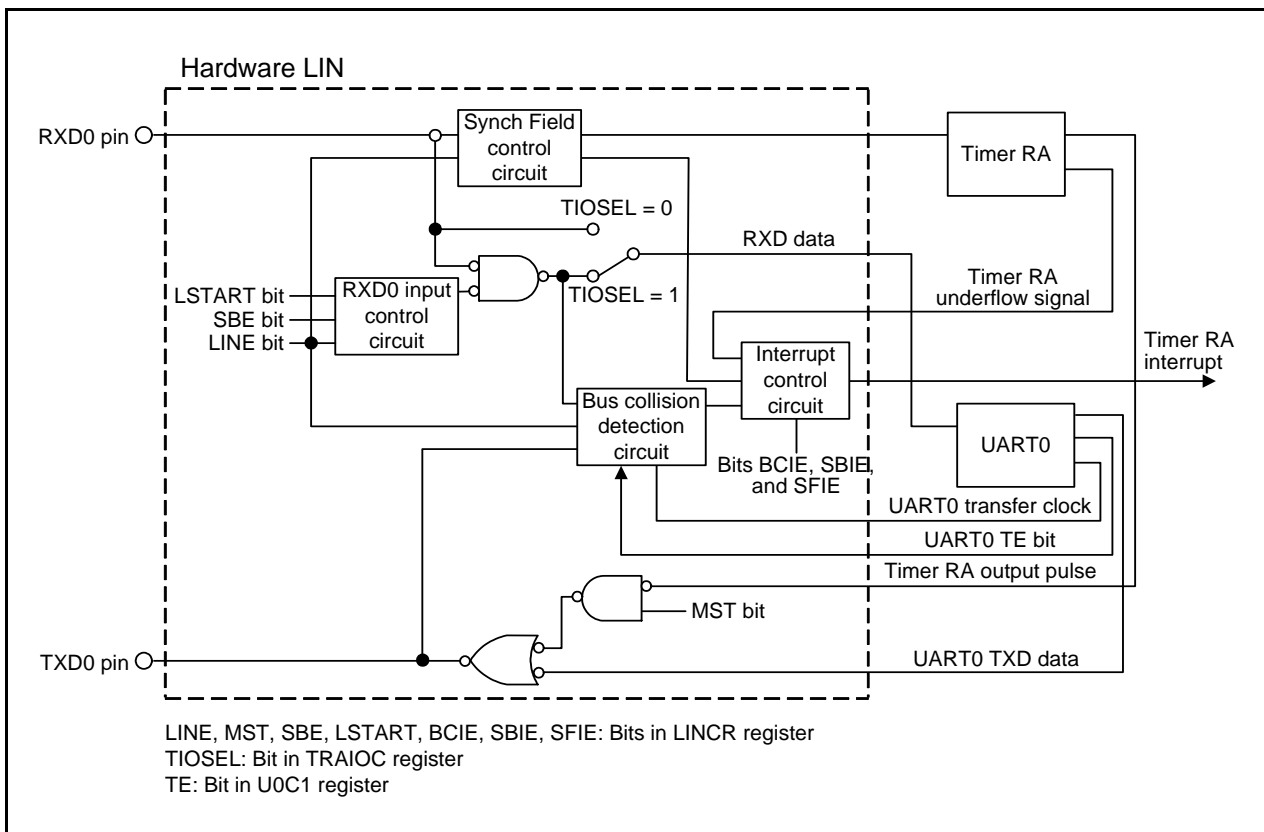 Hardware LIN
RXD0 pin
Synch Field
control
circuit
Timer RA
TIOSEL = 0
RXD data
TIOSEL = 1
LSTART bit
SBE bit
LINE bit
RXD0 input
control
circuit
Timer RA
underflow signal
Interrupt
control
circuit
Timer RA
interrupt
Bus collision
detection
circuit
UART0
Bits BCIE, SBIE,
and SFIE
UART0 transfer clock
UART0 TE bit
Timer RA output pulse
MST bit
TXD0 pin
UART0 TXD data
LINE, MST, SBE, LSTART, BCIE, SBIE, SFIE: Bits in LINCR register
TIOSEL: Bit in TRAIOC register
TE: Bit in U0C1 register